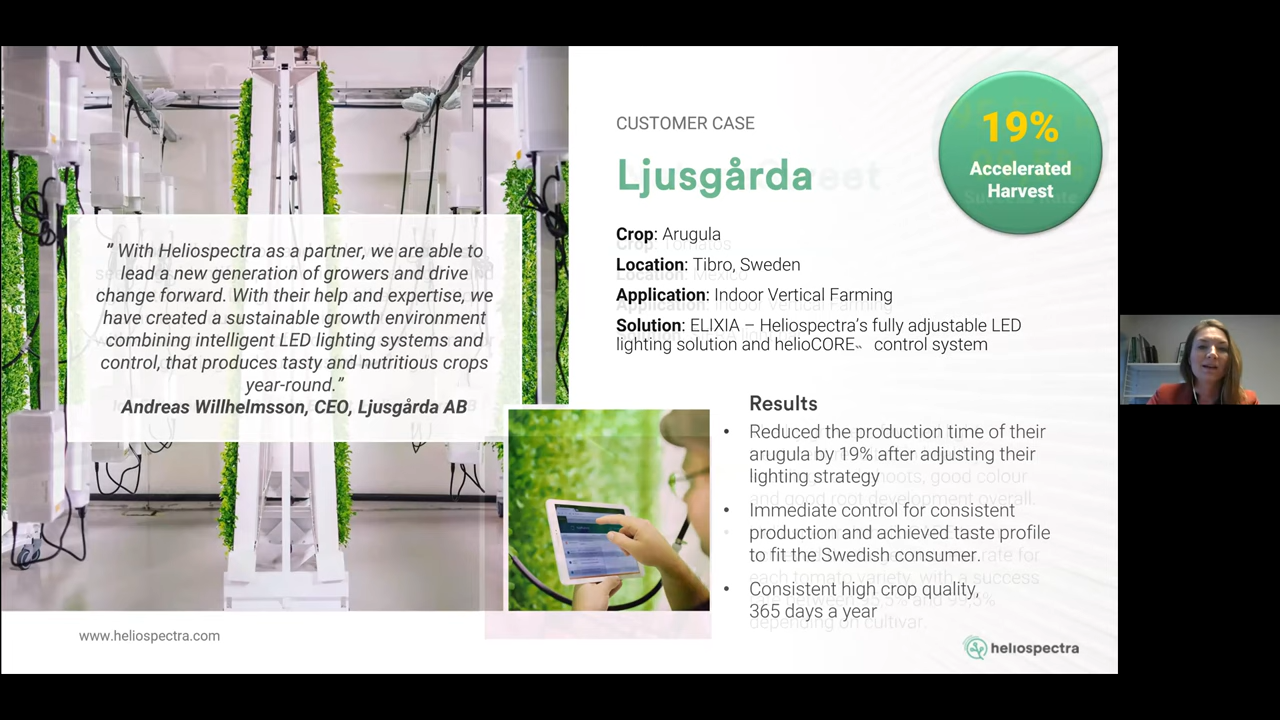 CUSTOMER CASE
Ljusgårda
19%
Accelerated
Harvest
Crop: Arugula
Location: Tibro, Sweden
Application: Indoor Vertical Farming
Solution: ELIXIA – Heliospectra's fully adjustable LED
lighting solution and helioCORE control system
" With Heliospectra as a partner, we are able to
lead a new generation of growers and drive
change forward. With their help and expertise, we
have created a sustainable growth environment
combining intelligent LED lighting systems and
control, that produces tasty and nutritious crops
year-round."
Andreas Willhelmsson, CEO, Ljusgårda AB
Results
• Reduced the production time of their
arugula by 19% after adjusting their
lighting strategy
• Immediate control for consistent
production and achieved taste profile
to fit the Swedish consumer.
• Consistent high crop quality,
365 days a year
www.heliospectra.com
heliospectra